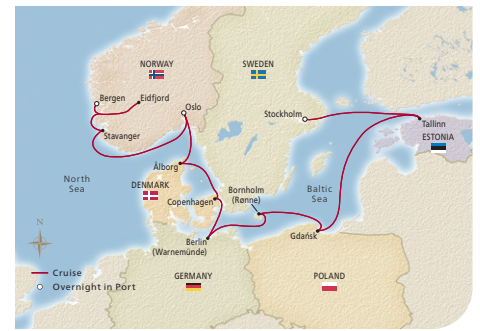 NORWAY
SWEDEN
Bergen
Eidfjord
Oslo
Stockholm
Tallinn
ESTONIA
Stavanger
Ålborg
North
Sea
DENMARK
Copenhagen
Bornholm
(Rønne)
Baltic
Sea
Gdańsk
Berlin
(Warnemünde)
N
Cruise
Overnight in Port
GERMANY
POLAND